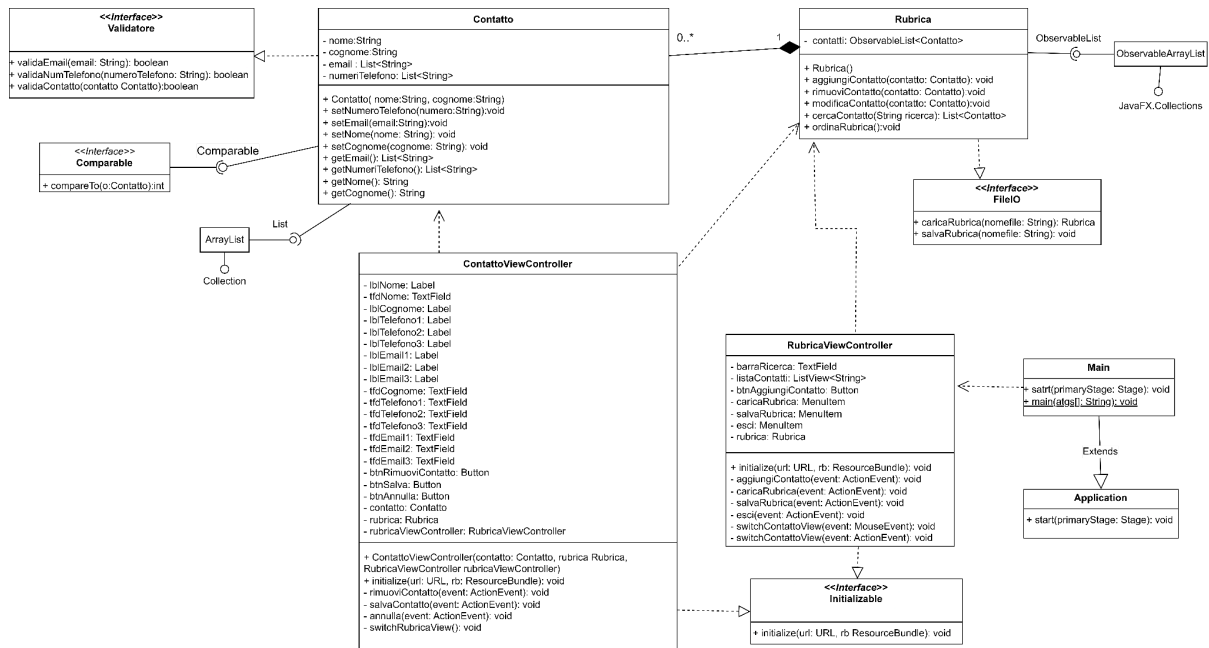 <<Interface>>
Validatore
+ validaEmail(email: String): boolean
+ validaNumTelefono(numeroTelefono: String): boolean
+ validaContatto(contatto Contatto):boolean
Contatto
- nome:String
- cognome:String
- email : List<String>
- numeriTelefono: List<String>
+ Contatto( nome:String, cognome:String)
+ setNumeroTelefono(numero:String):void
+ setEmail(email:String):void
+ setNome(nome: String): void
+ setCognome(cognome: String): void
+ getEmail(): List<String>
+ getNumeriTelefono(): List<String>
+ getNome(): String
+ getCognome(): String
0..*
1
Rubrica
- contatti: ObservableList<Contatto>
+ Rubrica()
+ aggiungiContatto(contatto: Contatto): void
+ rimuoviContatto(contatto: Contatto):void
+ modificaContatto(contatto: Contatto):void
+ cercaContatto(String ricerca): List<Contatto>
+ ordinaRubrica():void
ObservableList
ObservableArrayList
JavaFX.Collections
<<Interface>>
Comparable
+ compareTo(o:Contatto):int
Comparable
List
ArrayList
Collection
<<Interface>>
FileIO
+ caricaRubrica(nomefile: String): Rubrica
+ salvaRubrica(nomefile: String): void
ContattoViewController
- lblNome: Label
- tfdNome: TextField
- lblCognome: Label
- lblTelefono1: Label
- lblTelefono2: Label
- lblTelefono3: Label
- lblEmail1: Label
- lblEmail2: Label
- lblEmail3: Label
- tfdCognome: TextField
- tfdTelefono1: TextField
- tfdTelefono2: TextField
- tfdTelefono3: TextField
- tfdEmail1: TextField
- tfdEmail2: TextField
- tfdEmail3: TextField
- btnRimuoviContatto: Button
- btnSalva: Button
- btnAnnulla: Button
- contatto: Contatto
- rubrica: Rubrica
- rubricaViewController: RubricaViewController
+ ContattoViewController(contatto: Contatto, rubrica Rubrica,
RubricaViewController rubricaViewController)
+ initialize(url: URL, rb: ResourceBundle): void
- rimuoviContatto(event: ActionEvent): void
- salvaContatto(event: ActionEvent): void
- annulla(event: ActionEvent): void
- switchRubricaView(): void
RubricaViewController
- barraRicerca: TextField
- listaContatti: ListView<String>
- btnAggiungiContatto: Button
- caricaRubrica: MenuItem
- salvaRubrica: MenuItem
- esci: MenuItem
- rubrica: Rubrica
+ initialize(url: URL, rb: ResourceBundle): void
- aggiungiContatto(event: ActionEvent): void
- caricaRubrica(event: ActionEvent): void
- salvaRubrica(event: ActionEvent): void
- esci(event: ActionEvent): void
- switchContattoView(event: MouseEvent): void
- switchContattoView(event: ActionEvent): void
Main
+ satrt(primaryStage: Stage): void
+ main(atgs[]: String): void
Extends
Application
+ start(primaryStage: Stage): void
<<Interface>>
Initializable
+ initialize(url: URL, rb ResourceBundle): void